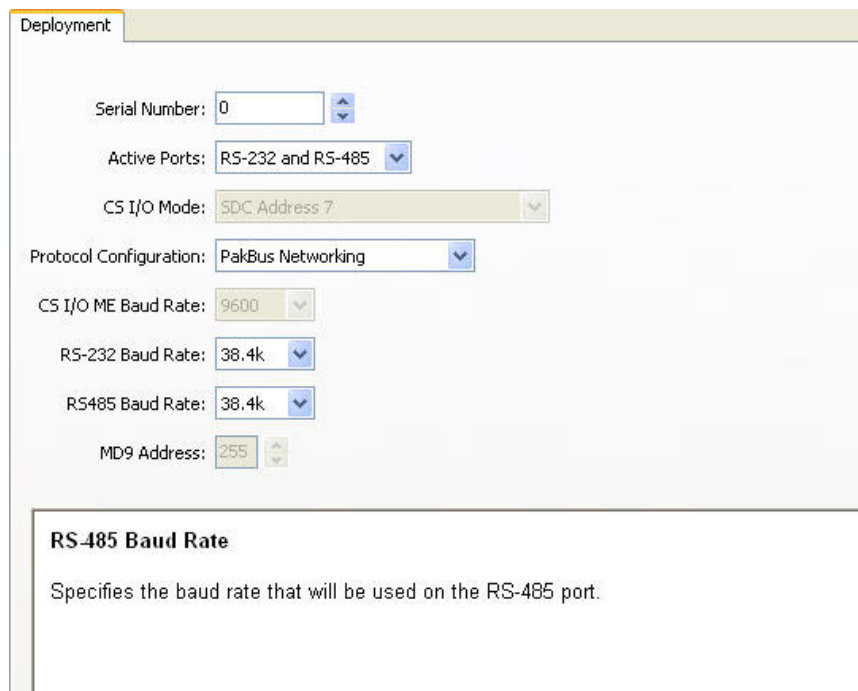 Deployment
Serial Number: 0
Active Ports: RS-232 and RS-485
CS I/O Mode: SDC Address 7
Protocol Configuration: PakBus Networking
CS I/O ME Baud Rate: 9600
RS-232 Baud Rate: 38.4k
RS485 Baud Rate: 38.4k
MD9 Address: 255
RS-485 Baud Rate
Specifies the baud rate that will be used on the RS-485 port.